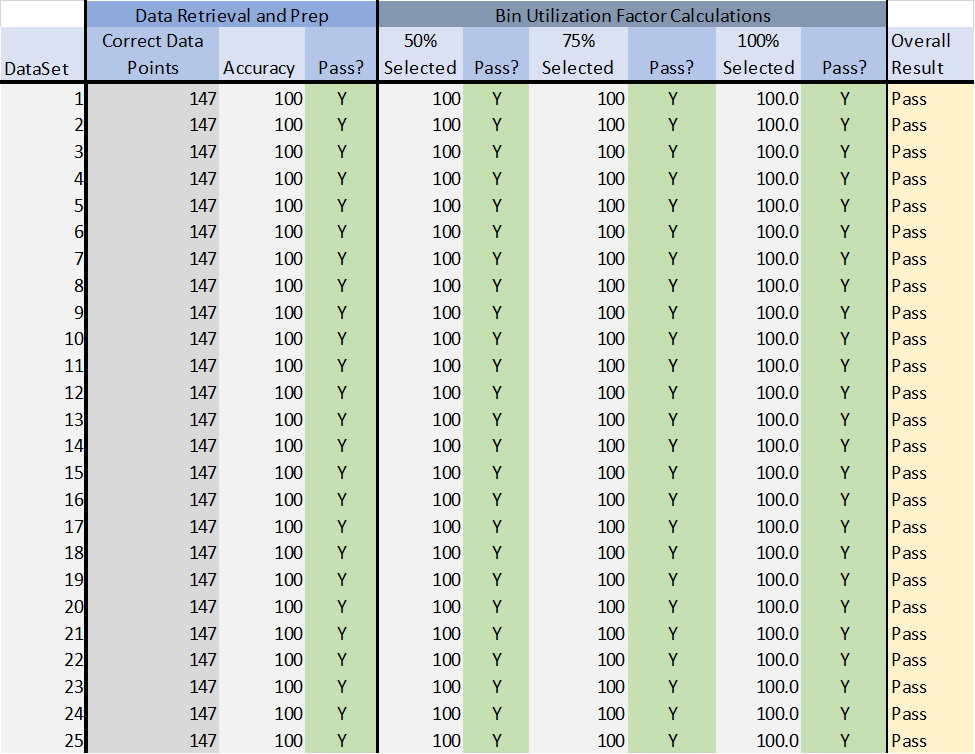 Data Retrieval and Prep Bin Utilization Factor Calculations
Correct Data 50% 75% 100% Overall
DataSet Points Accuracy Pass? Selected Pass? Selected Pass? Selected Pass? Result
1 147 100 Y 100 Y 100 Y 100.0 Y Pass
2 147 100 Y 100 Y 100 Y 100.0 Y Pass
3 147 100 Y 100 Y 100 Y 100.0 Y Pass
4 147 100 Y 100 Y 100 Y 100.0 Y Pass
5 147 100 Y 100 Y 100 Y 100.0 Y Pass
6 147 100 Y 100 Y 100 Y 100.0 Y Pass
7 147 100 Y 100 Y 100 Y 100.0 Y Pass
8 147 100 Y 100 Y 100 Y 100.0 Y Pass
9 147 100 Y 100 Y 100 Y 100.0 Y Pass
10 147 100 Y 100 Y 100 Y 100.0 Y Pass
11 147 100 Y 100 Y 100 Y 100.0 Y Pass
12 147 100 Y 100 Y 100 Y 100.0 Y Pass
13 147 100 Y 100 Y 100 Y 100.0 Y Pass
14 147 100 Y 100 Y 100 Y 100.0 Y Pass
15 147 100 Y 100 Y 100 Y 100.0 Y Pass
16 147 100 Y 100 Y 100 Y 100.0 Y Pass
17 147 100 Y 100 Y 100 Y 100.0 Y Pass
18 147 100 Y 100 Y 100 Y 100.0 Y Pass
19 147 100 Y 100 Y 100 Y 100.0 Y Pass
20 147 100 Y 100 Y 100 Y 100.0 Y Pass
21 147 100 Y 100 Y 100 Y 100.0 Y Pass
22 147 100 Y 100 Y 100 Y 100.0 Y Pass
23 147 100 Y 100 Y 100 Y 100.0 Y Pass
24 147 100 Y 100 Y 100 Y 100.0 Y Pass
25 147 100 Y 100 Y 100 Y 100.0 Y Pass